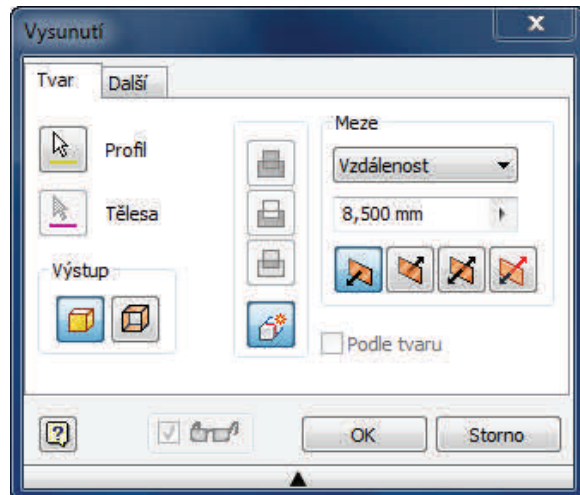 Vysunutí
Tvar
Další
Profil
Tělesa
Výstup
Meze
Vzdálenost
8,500 mm
Podle tvaru
OK
Storno